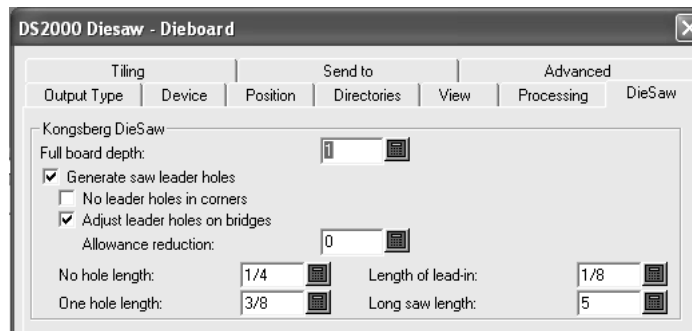 DS2000 Diesaw - Dieboard
Tiling Send to Advanced
Output Type Device Position Directories View Processing DieSaw
Kongsberg DieSaw
Full board depth: 1
Generate saw leader holes
No leader holes in corners
Adjust leader holes on bridges
Allowance reduction: 0
No hole length: 1/4 Length of lead-in: 1/8
One hole length: 3/8 Long saw length: 5